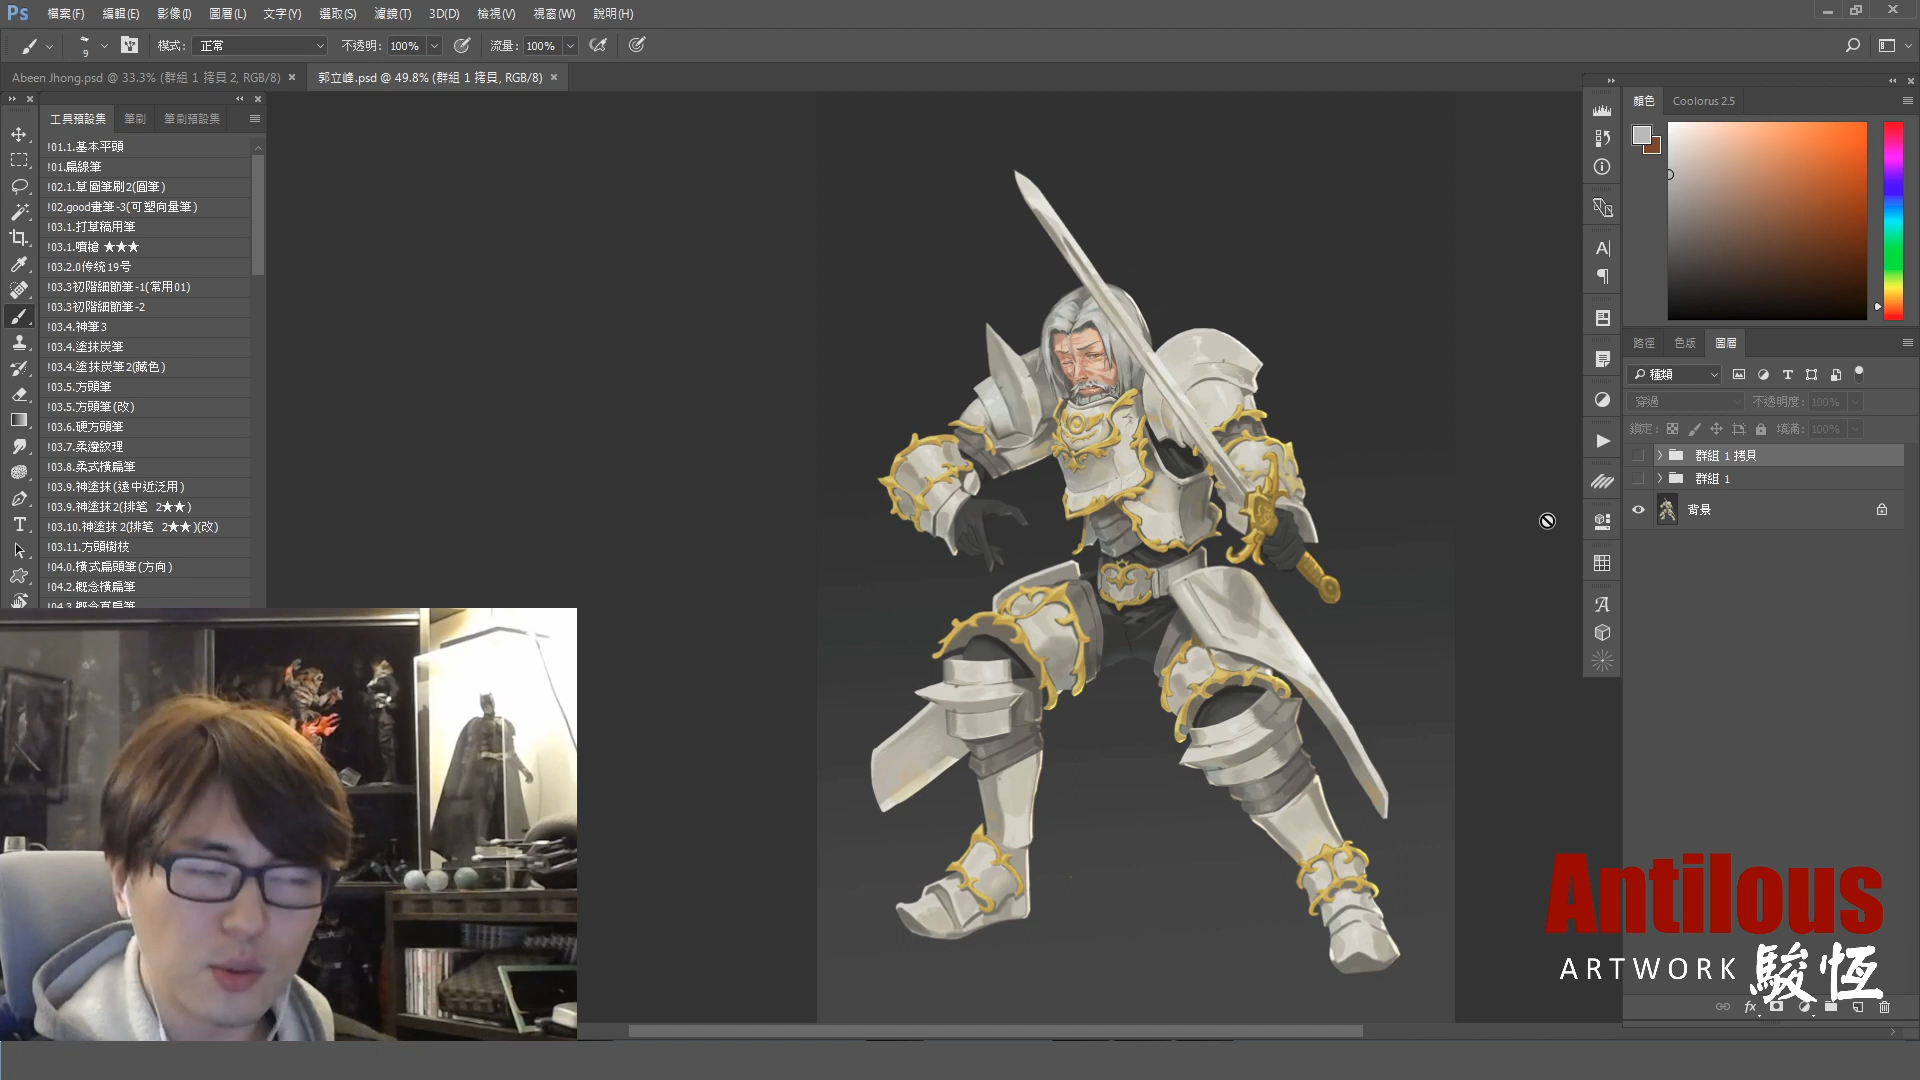 Ps 檔案(F) 編輯(E) 影像(I) 圖層(L) 文字(Y) 選取(S) 濾鏡(T) 3D(D) 檢視(V) 視窗(W) 說明(H)
9 模式: 正常 不透明: 100% 流量: 100%
Abeen Jhong.psd @ 33.3% (群組 1 拷貝 2, RGB/8) × 郭立峰.psd @ 49.8% (群組 1 拷貝, RGB/8) ×
工具預設集 筆刷 筆刷預設集
!01.1.基本平頭
!01.扁線筆
!02.1.草圖筆刷2(圓筆)
!02.good畫筆-3(可塑向量筆)
!03.1.打草稿用筆
!03.1.噴槍 ★★★
!03.2.0传统19号
!03.3初階細節筆-1(常用01)
!03.3初階細節筆-2
!03.4.神筆3
!03.4.塗抹炭筆
!03.4.塗抹炭筆2(藏色)
!03.5.方頭筆
!03.5.方頭筆(改)
!03.6.硬方頭筆
!03.7.柔邊紋理
!03.8.柔式橫扁筆
!03.9.神塗抹(遠中近泛用)
!03.9.神塗抹2(排笔 2★★)
!03.10.神塗抹2(排笔 2★★)(改)
!03.11.方頭樹枝
!04.0.橫式扁頭筆(方向)
!04.2.概念橫扁筆
!04.3.概念直扁筆
顏色 Coolorus 2.5
路徑 色版 圖層
種類
穿過 不透明度: 100%
鎖定: 填滿: 100%
群組 1 拷貝
群組 1
背景
Antilous
ARTWORK 駿恆